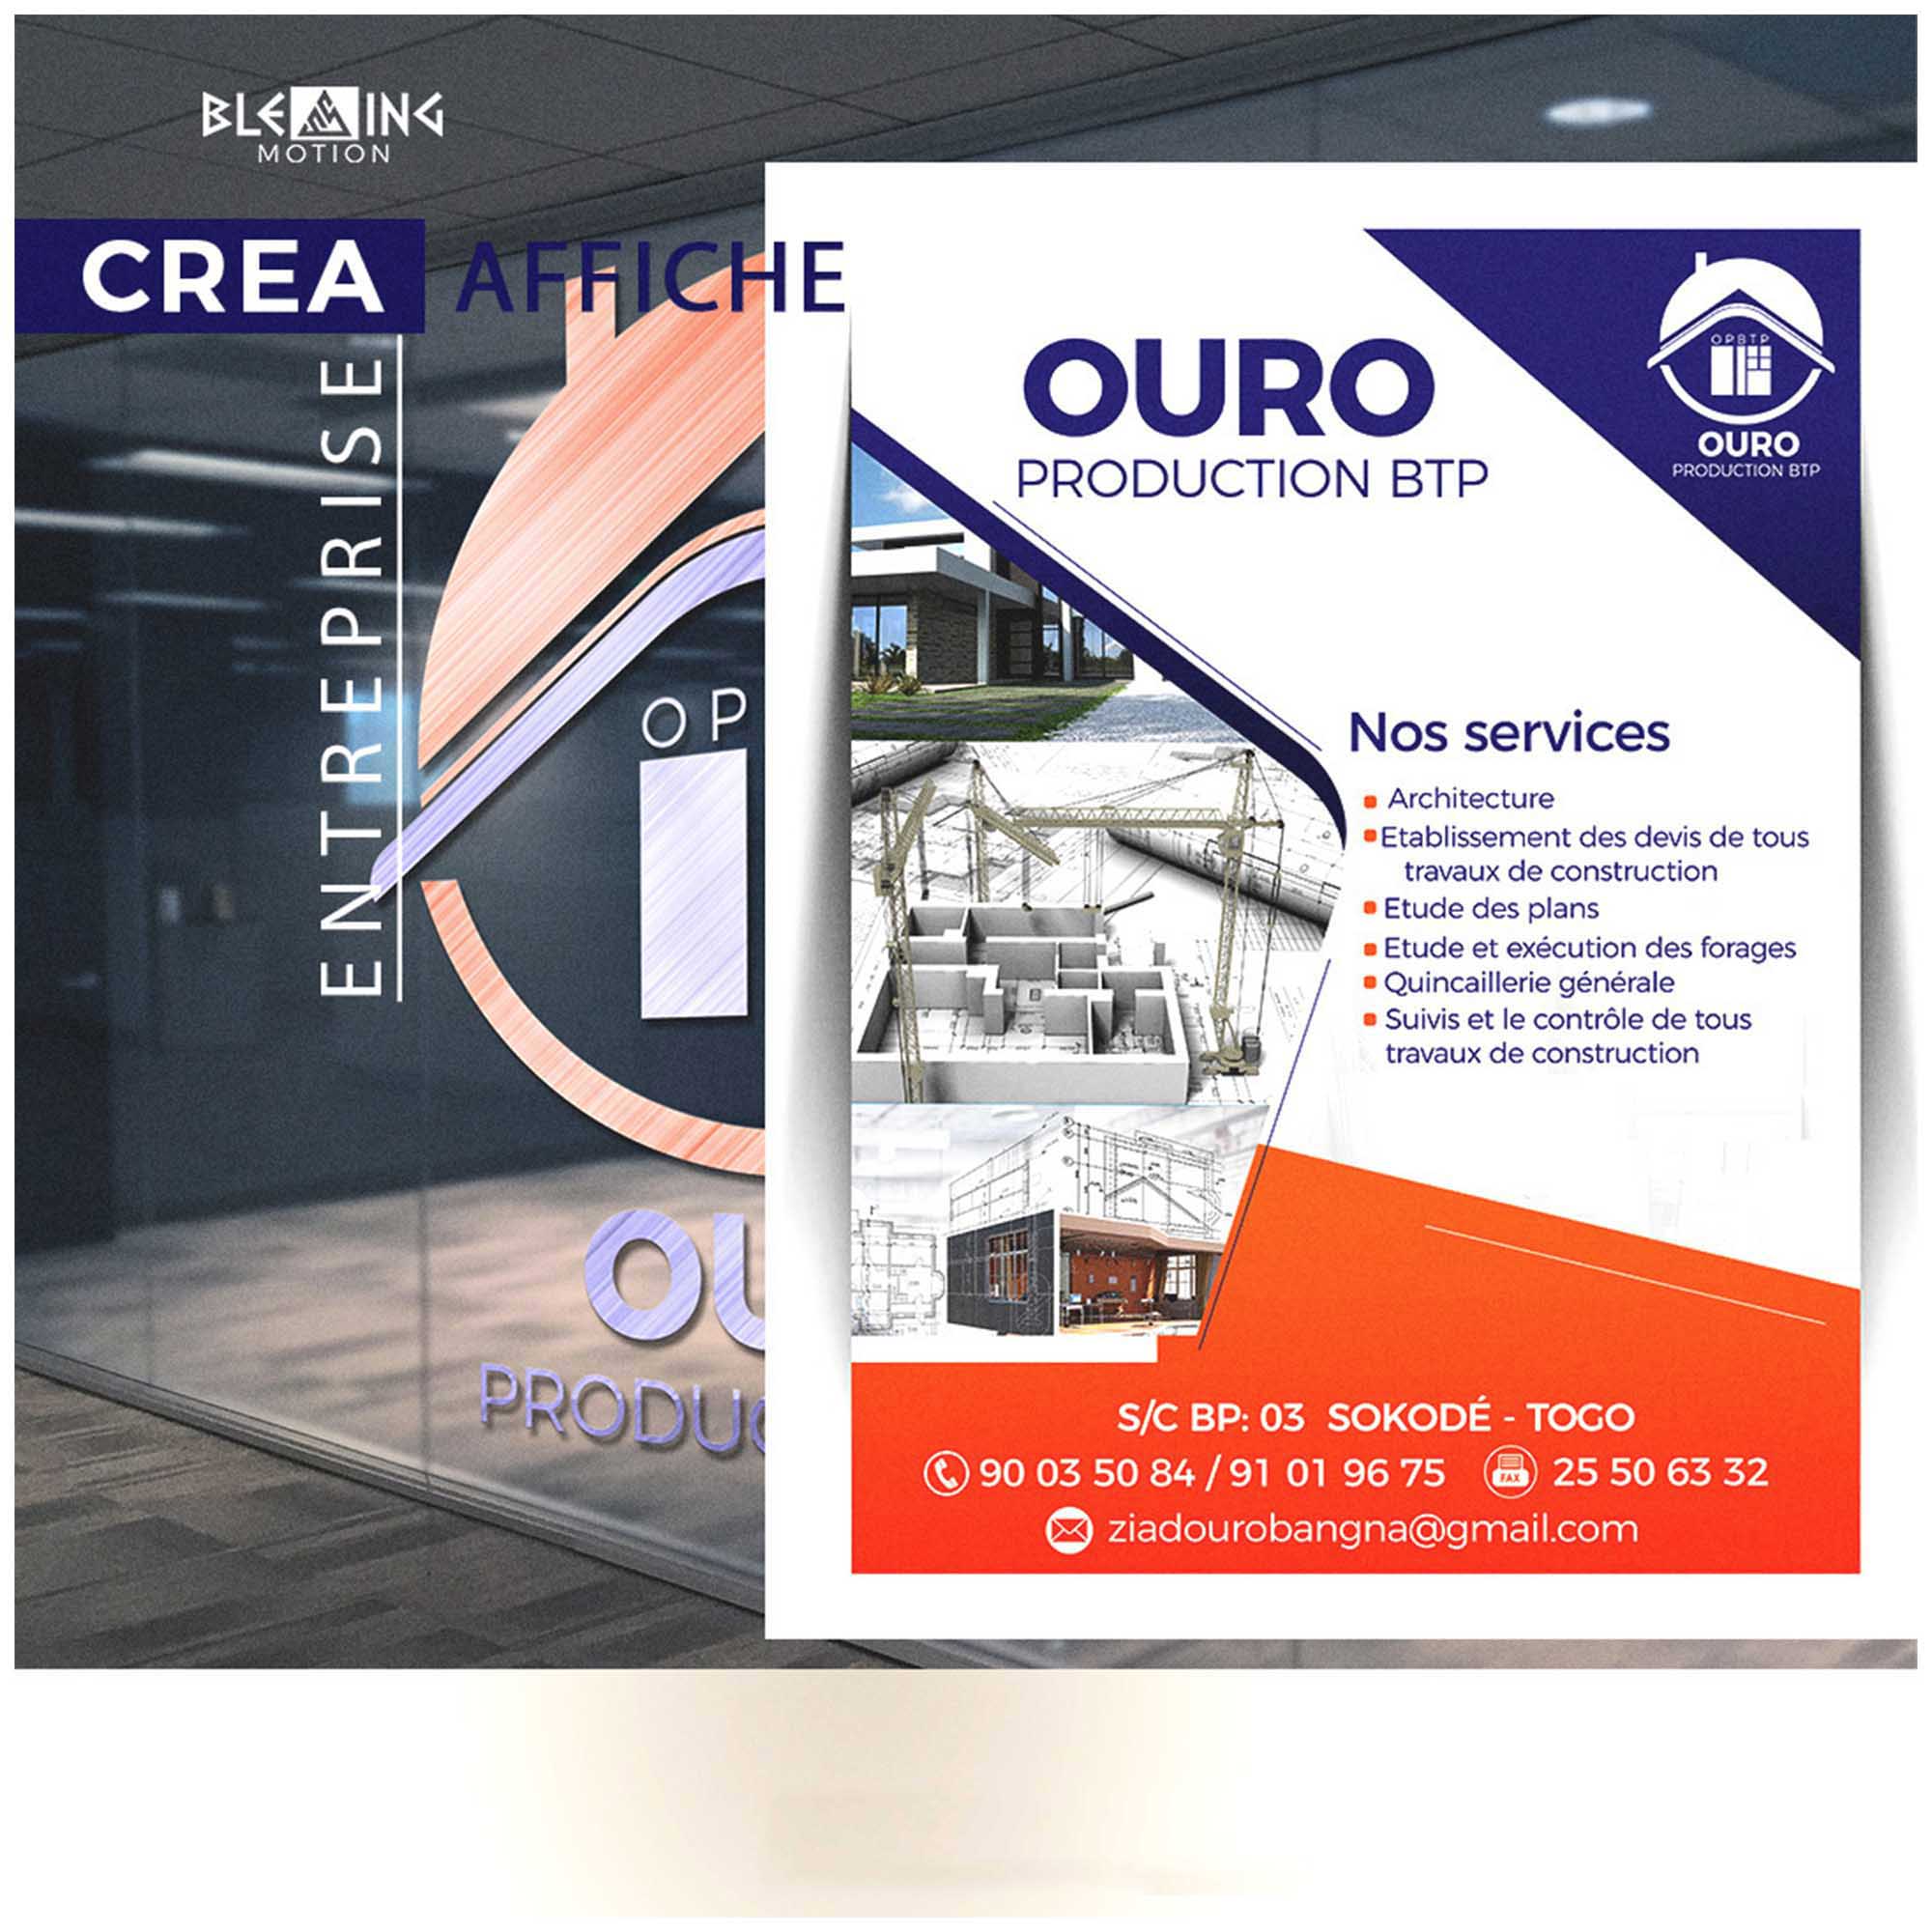 BLESSING
MOTION
CREA AFFICHE
ENTREPRISE
OP
OU
PRODUC
OURO
PRODUCTION BTP
OPBTP
OURO
PRODUCTION BTP
Nos services
Architecture
Etablissement des devis de tous
travaux de construction
Etude des plans
Etude et exécution des forages
Quincaillerie générale
Suivis et le contrôle de tous
travaux de construction
S/C BP: 03 SOKODÉ - TOGO
90 03 50 84 / 91 01 96 75 FAX 25 50 63 32
ziadourobangna@gmail.com